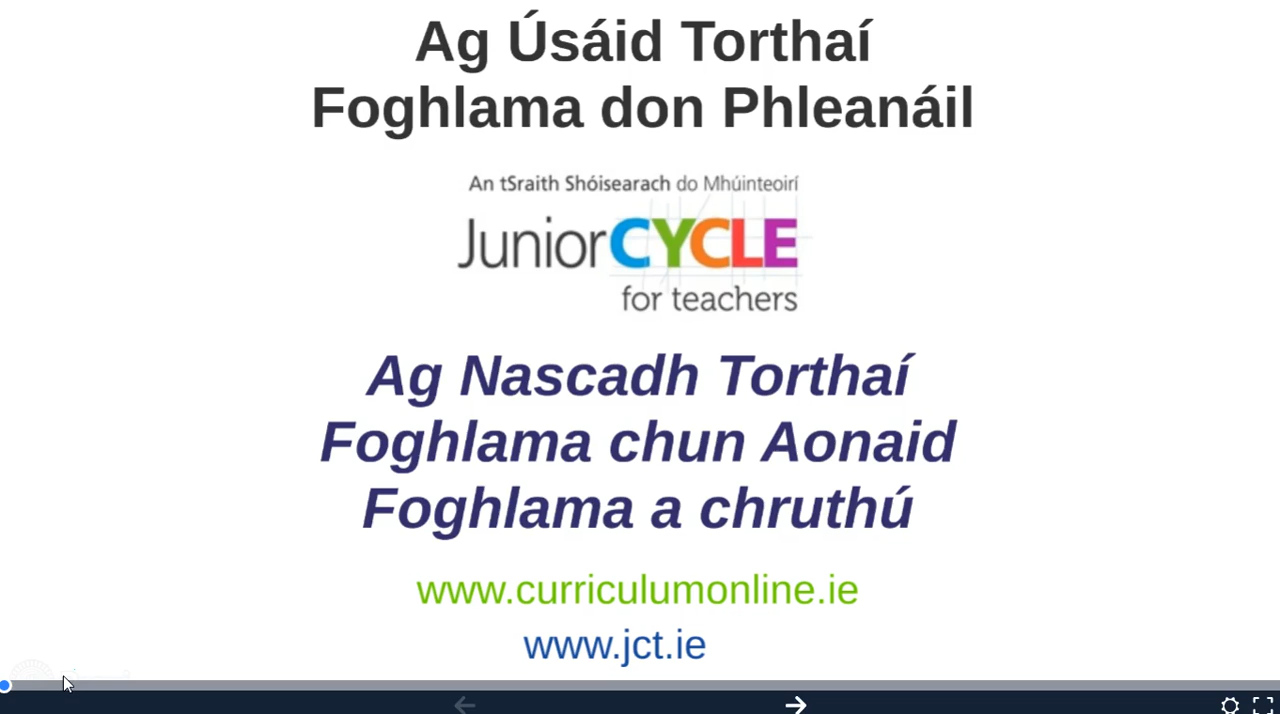 Ag Úsáid Torthaí
Foghlama don Phleanáil
An tSraith Shóisearach do Mhúinteoirí
JuniorCYCLE
for teachers
Ag Nascadh Torthaí
Foghlama chun Aonaid
Foghlama a chruthú
www.curriculumonline.ie
www.jct.ie